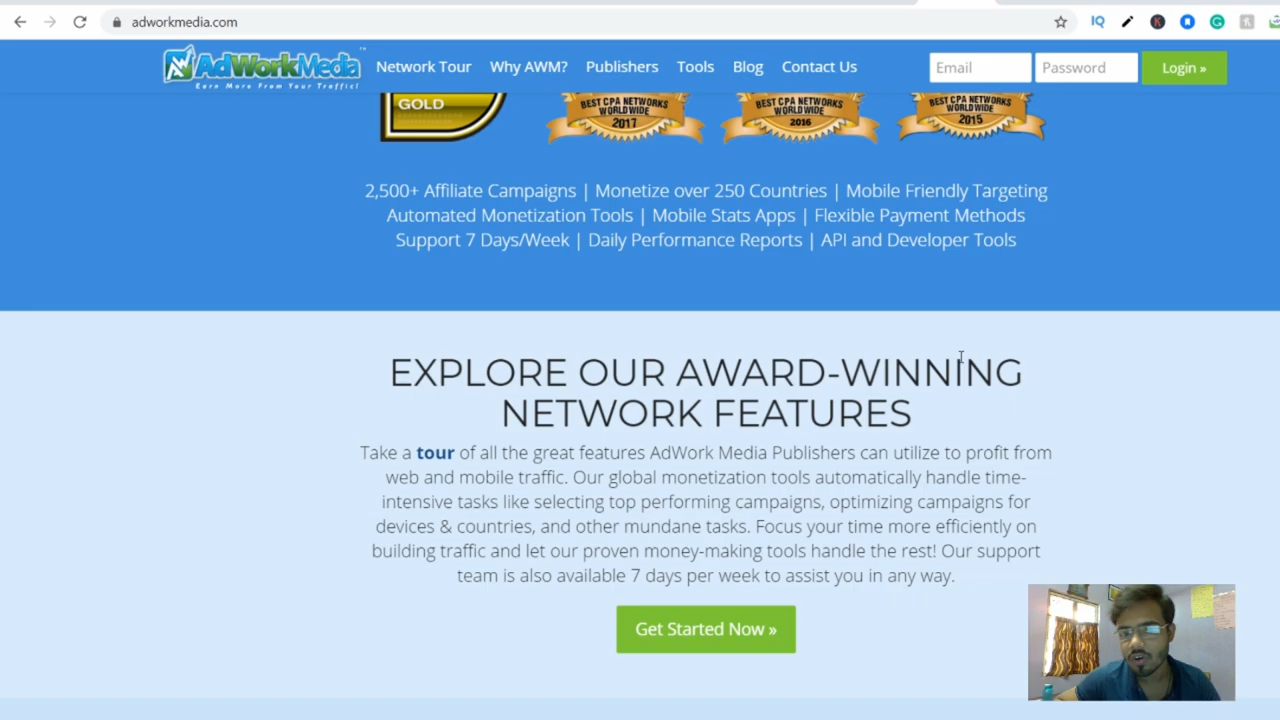 adworkmedia.com
AdWorkMedia
Earn More From Your Traffic!
Network Tour
Why AWM?
Publishers
Tools
Blog
Contact Us
Email
Password
Login »
GOLD
BEST CPA NETWORKS
WORLDWIDE
2017
BEST CPA NETWORKS
WORLDWIDE
2016
BEST CPA NETWORKS
WORLDWIDE
2015
2,500+ Affiliate Campaigns | Monetize over 250 Countries | Mobile Friendly Targeting
Automated Monetization Tools | Mobile Stats Apps | Flexible Payment Methods
Support 7 Days/Week | Daily Performance Reports | API and Developer Tools
EXPLORE OUR AWARD-WINNING
NETWORK FEATURES
Take a tour of all the great features AdWork Media Publishers can utilize to profit from
web and mobile traffic. Our global monetization tools automatically handle time-
intensive tasks like selecting top performing campaigns, optimizing campaigns for
devices & countries, and other mundane tasks. Focus your time more efficiently on
building traffic and let our proven money-making tools handle the rest! Our support
team is also available 7 days per week to assist you in any way.
Get Started Now »